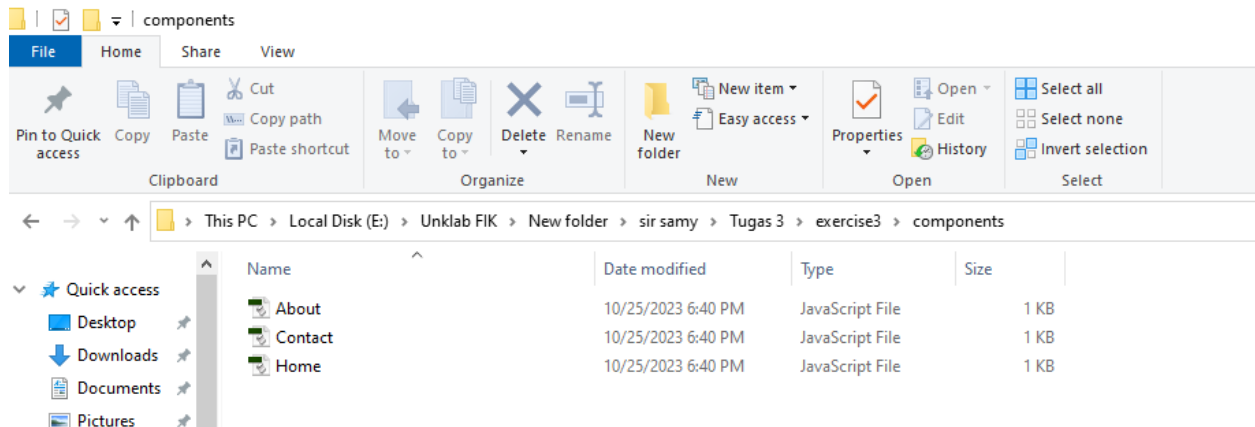 components
File Home Share View
Pin to Quick access
Copy
Paste
Cut
Copy path
Paste shortcut
Clipboard
Move to
Copy to
Delete
Rename
Organize
New folder
New item
Easy access
New
Properties
Open
Edit
History
Open
Select all
Select none
Invert selection
Select
This PC > Local Disk (E:) > Unklab FIK > New folder > sir samy > Tugas 3 > exercise3 > components
Quick access
Desktop
Downloads
Documents
Pictures
Name Date modified Type Size
About 10/25/2023 6:40 PM JavaScript File 1 KB
Contact 10/25/2023 6:40 PM JavaScript File 1 KB
Home 10/25/2023 6:40 PM JavaScript File 1 KB